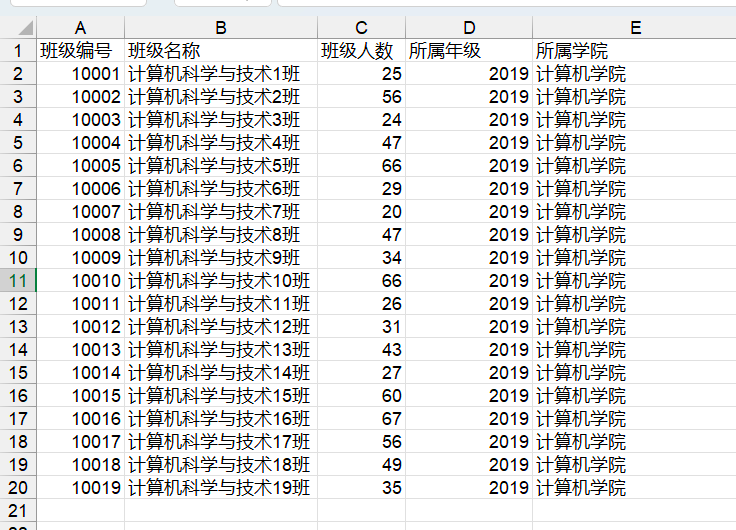 A B C D E
1 班级编号 班级名称 班级人数 所属年级 所属学院
2 10001 计算机科学与技术1班 25 2019 计算机学院
3 10002 计算机科学与技术2班 56 2019 计算机学院
4 10003 计算机科学与技术3班 24 2019 计算机学院
5 10004 计算机科学与技术4班 47 2019 计算机学院
6 10005 计算机科学与技术5班 66 2019 计算机学院
7 10006 计算机科学与技术6班 29 2019 计算机学院
8 10007 计算机科学与技术7班 20 2019 计算机学院
9 10008 计算机科学与技术8班 47 2019 计算机学院
10 10009 计算机科学与技术9班 34 2019 计算机学院
11 10010 计算机科学与技术10班 66 2019 计算机学院
12 10011 计算机科学与技术11班 26 2019 计算机学院
13 10012 计算机科学与技术12班 31 2019 计算机学院
14 10013 计算机科学与技术13班 43 2019 计算机学院
15 10014 计算机科学与技术14班 27 2019 计算机学院
16 10015 计算机科学与技术15班 60 2019 计算机学院
17 10016 计算机科学与技术16班 67 2019 计算机学院
18 10017 计算机科学与技术17班 56 2019 计算机学院
19 10018 计算机科学与技术18班 49 2019 计算机学院
20 10019 计算机科学与技术19班 35 2019 计算机学院
21